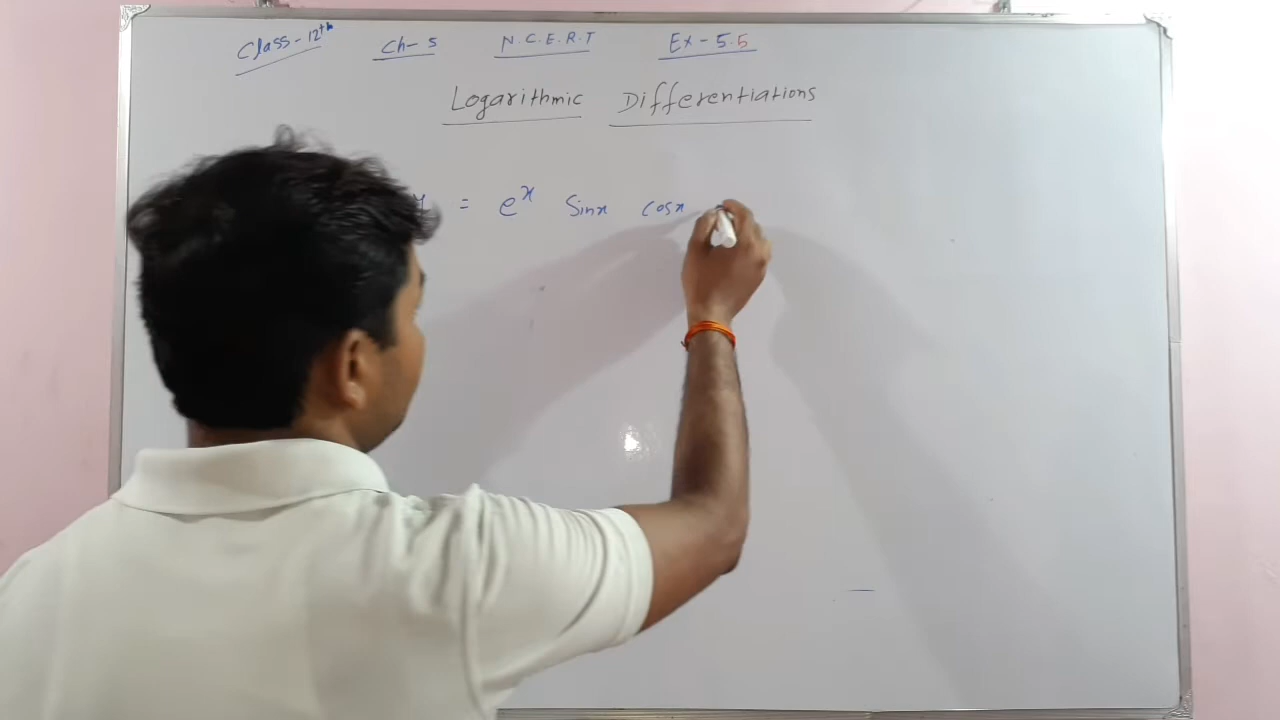 Class-12th Ch-5 N.C.E.R.T Ex-5.5
Logarithmic Differentiations
= e^x Sinx cosx